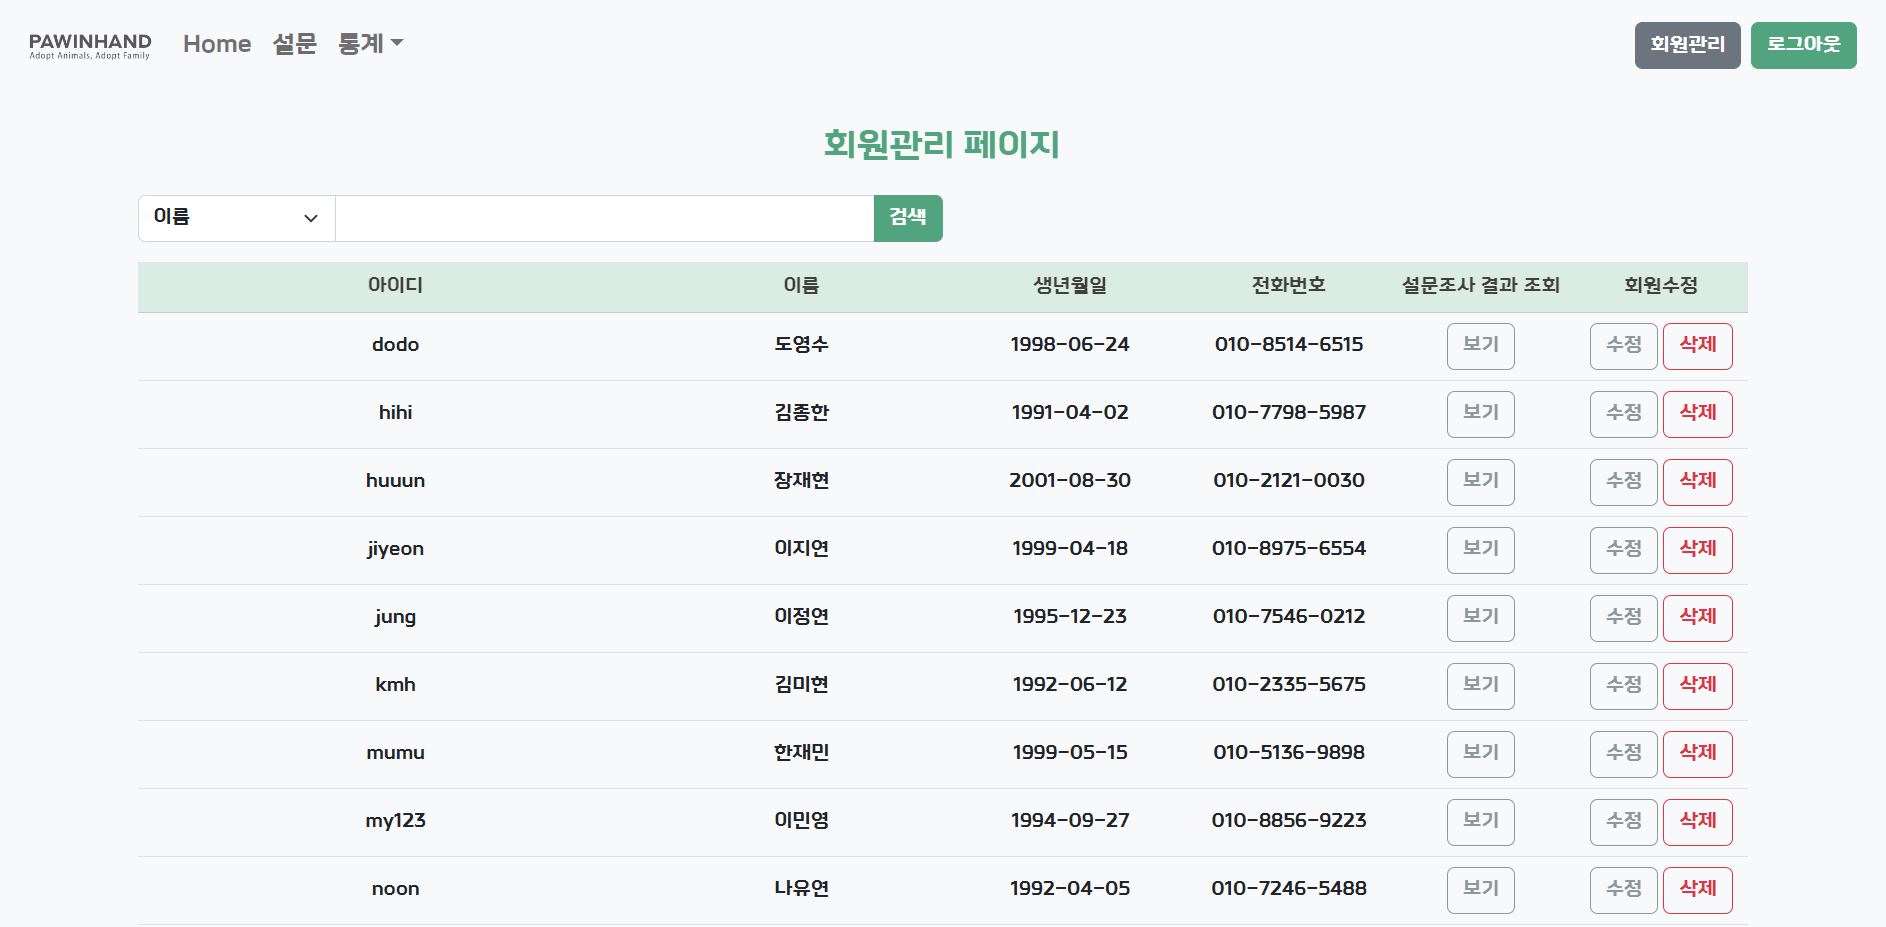 PAWINHAND
Adopt Animals, Adopt Family
Home 설문 통계
회원관리 로그아웃
회원관리 페이지
이름 검색
아이디 이름 생년월일 전화번호 설문조사 결과 조회 회원수정
dodo 도영수 1998-06-24 010-8514-6515 보기 수정 삭제
hihi 김종한 1991-04-02 010-7798-5987 보기 수정 삭제
huuun 장재현 2001-08-30 010-2121-0030 보기 수정 삭제
jiyeon 이지연 1999-04-18 010-8975-6554 보기 수정 삭제
jung 이정연 1995-12-23 010-7546-0212 보기 수정 삭제
kmh 김미현 1992-06-12 010-2335-5675 보기 수정 삭제
mumu 한재민 1999-05-15 010-5136-9898 보기 수정 삭제
my123 이민영 1994-09-27 010-8856-9223 보기 수정 삭제
noon 나유연 1992-04-05 010-7246-5488 보기 수정 삭제